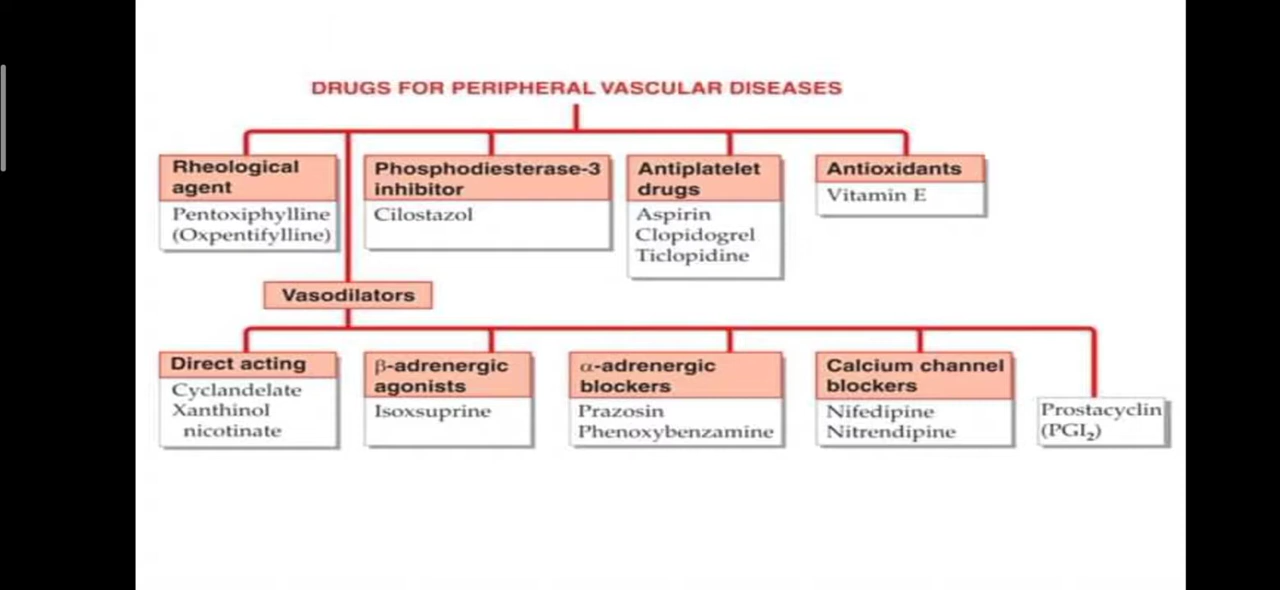 DRUGS FOR PERIPHERAL VASCULAR DISEASES
Rheological
agent
Pentoxiphylline
(Oxpentifylline)
Phosphodiesterase-3
inhibitor
Cilostazol
Antiplatelet
drugs
Aspirin
Clopidogrel
Ticlopidine
Antioxidants
Vitamin E
Vasodilators
Direct acting
Cyclandelate
Xanthinol
nicotinate
β-adrenergic
agonists
Isoxsuprine
α-adrenergic
blockers
Prazosin
Phenoxybenzamine
Calcium channel
blockers
Nifedipine
Nitrendipine
Prostacyclin
(PGI₂)